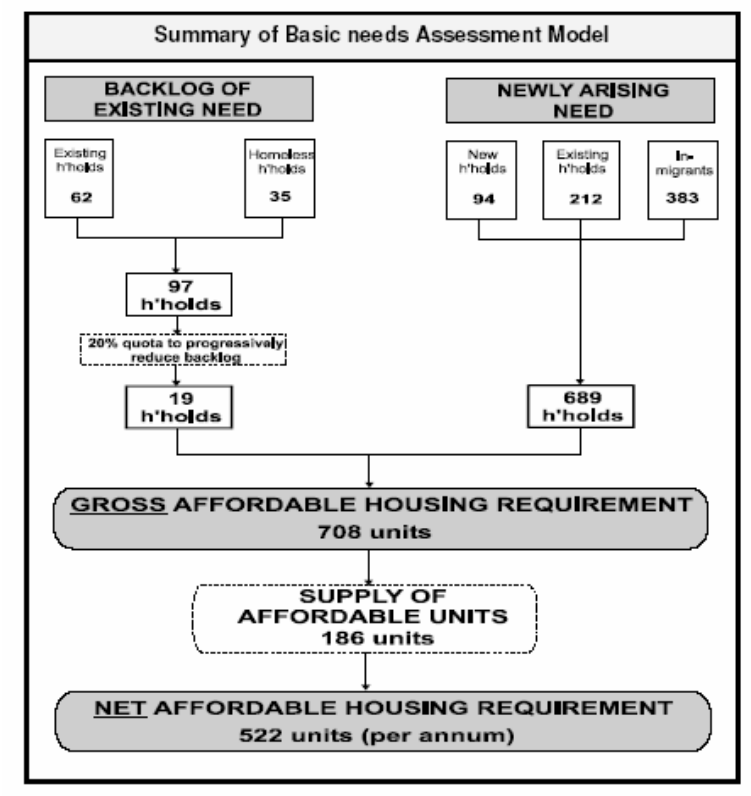 Summary of Basic needs Assessment Model
BACKLOG OF
EXISTING NEED
Existing
h'holds
62
Homeless
h'holds
35
97
h'holds
20% quota to progressively
reduce backlog
19
h'holds
NEWLY ARISING
NEED
New
h'holds
94
Existing
h'holds
212
In-
migrants
383
689
h'holds
GROSS AFFORDABLE HOUSING REQUIREMENT
708 units
SUPPLY OF
AFFORDABLE UNITS
186 units
NET AFFORDABLE HOUSING REQUIREMENT
522 units (per annum)